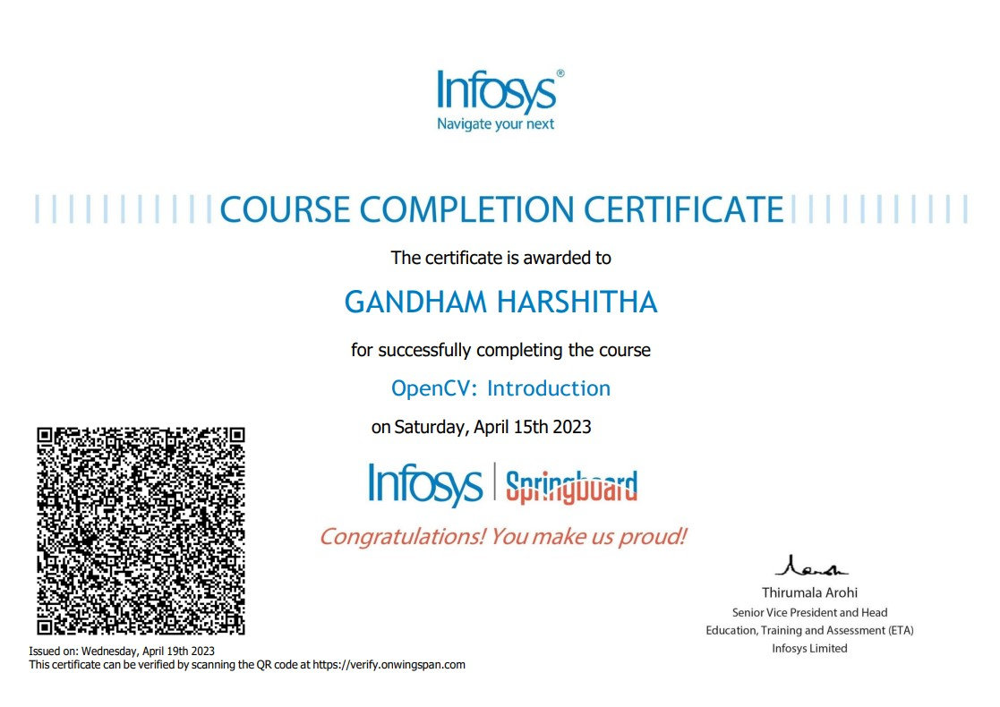 Infosys®
Navigate your next
COURSE COMPLETION CERTIFICATE
The certificate is awarded to
GANDHAM HARSHITHA
for successfully completing the course
OpenCV: Introduction
on Saturday, April 15th 2023
Infosys | Springboard
Congratulations! You make us proud!
Thirumala Arohi
Senior Vice President and Head
Education, Training and Assessment (ETA)
Infosys Limited
Issued on: Wednesday, April 19th 2023
This certificate can be verified by scanning the QR code at https://verify.onwingspan.com